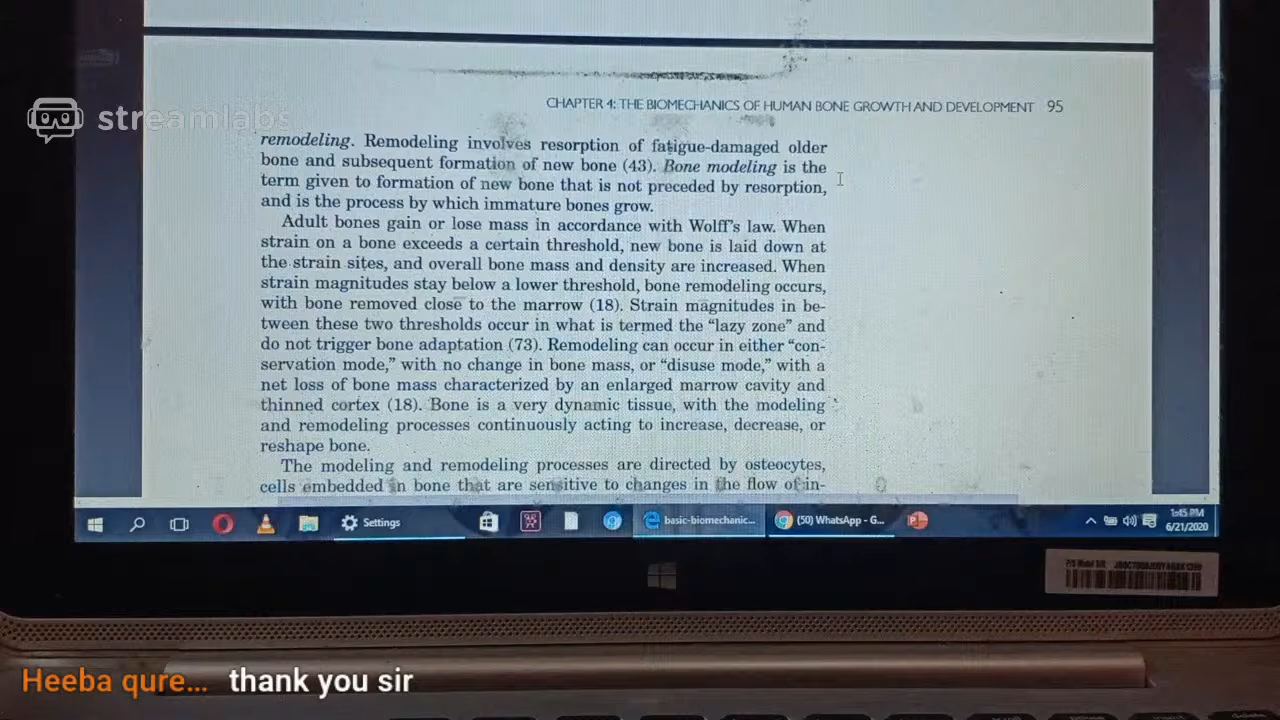 streamlabs
CHAPTER 4: THE BIOMECHANICS OF HUMAN BONE GROWTH AND DEVELOPMENT 95
remodeling. Remodeling involves resorption of fatigue-damaged older
bone and subsequent formation of new bone (43). Bone modeling is the
term given to formation of new bone that is not preceded by resorption,
and is the process by which immature bones grow.
Adult bones gain or lose mass in accordance with Wolff's law. When
strain on a bone exceeds a certain threshold, new bone is laid down at
the strain sites, and overall bone mass and density are increased. When
strain magnitudes stay below a lower threshold, bone remodeling occurs,
with bone removed close to the marrow (18). Strain magnitudes in be-
tween these two thresholds occur in what is termed the "lazy zone" and
do not trigger bone adaptation (73). Remodeling can occur in either "con-
servation mode," with no change in bone mass, or "disuse mode," with a
net loss of bone mass characterized by an enlarged marrow cavity and
thinned cortex (18). Bone is a very dynamic tissue, with the modeling
and remodeling processes continuously acting to increase, decrease, or
reshape bone.
The modeling and remodeling processes are directed by osteocytes,
cells embedded in bone that are sensitive to changes in the flow of in-
Settings
basic-biomechanic...
(50) WhatsApp - G...
1:45 PM
6/21/2020
Heeba qure... thank you sir